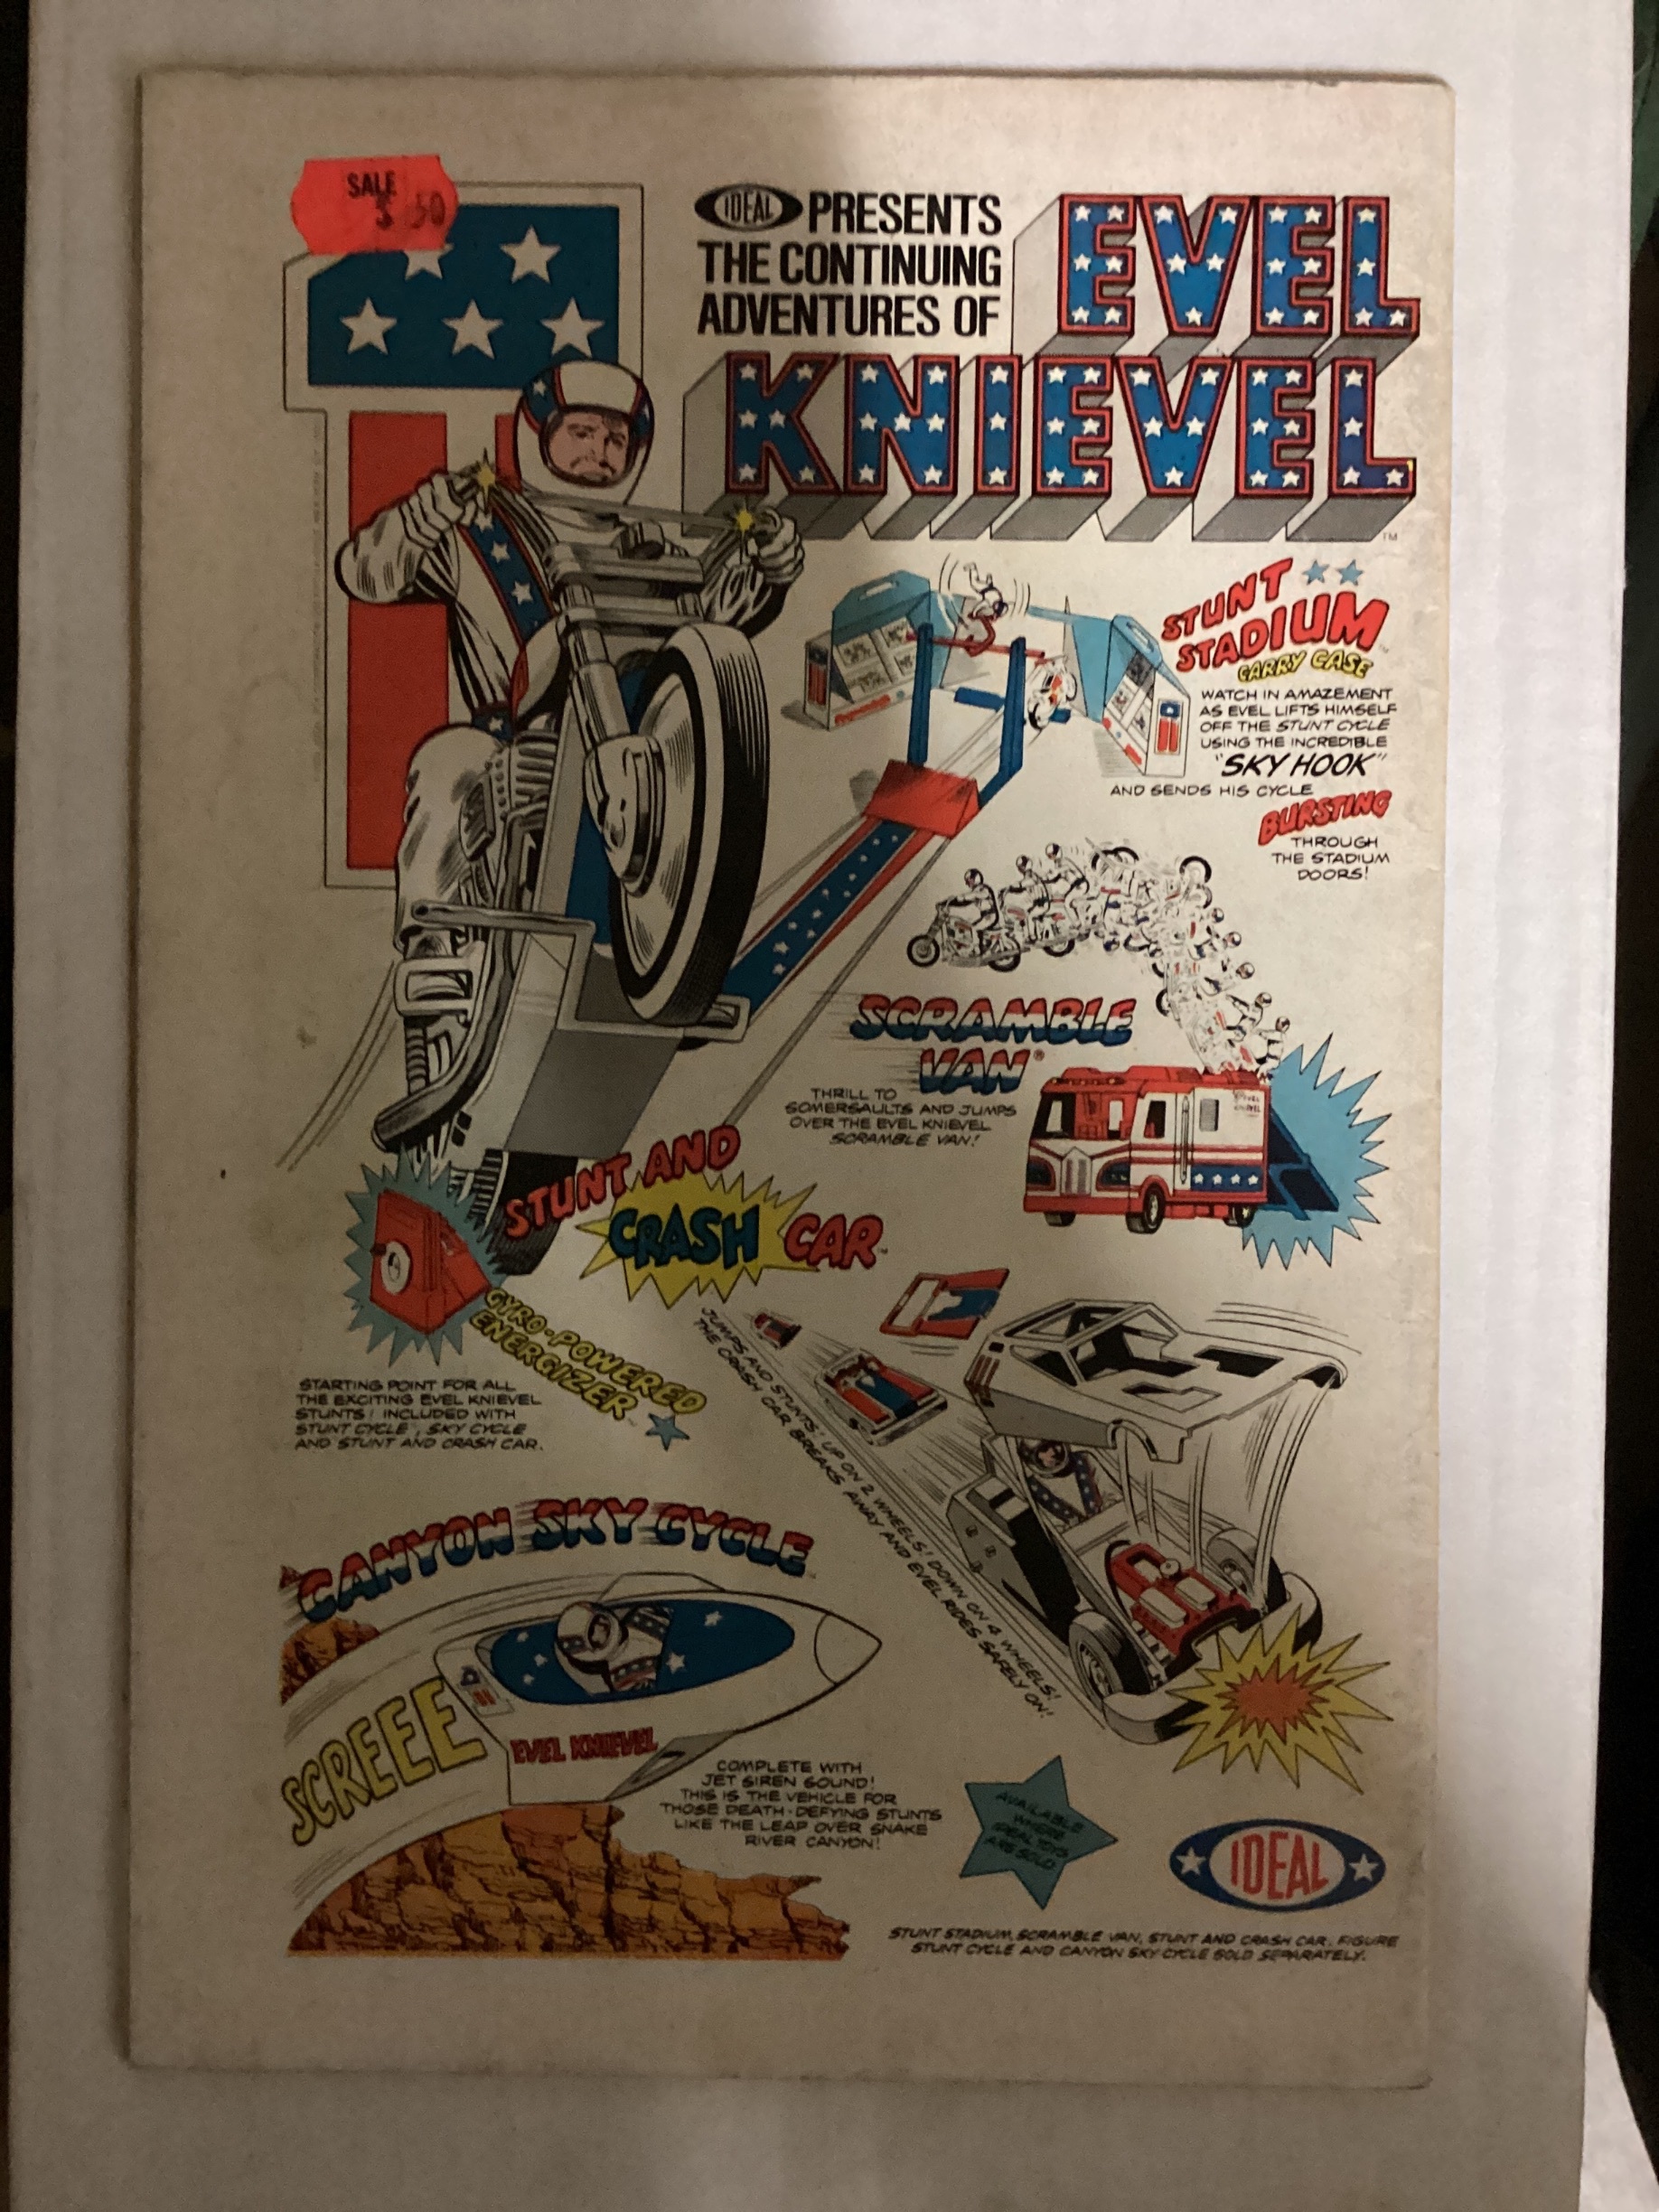 SALE
$ .50
IDEAL PRESENTS
THE CONTINUING
ADVENTURES OF
EVEL
KNIEVEL
TM
STUNT
STADIUM
CARRY CASE
WATCH IN AMAZEMENT
AS EVEL LIFTS HIMSELF
OFF THE STUNT CYCLE
USING THE INCREDIBLE
"SKY HOOK"
AND SENDS HIS CYCLE
BURSTING
THROUGH
THE STADIUM
DOORS!
SCRAMBLE
VAN®
THRILL TO
SOMERSAULTS AND JUMPS
OVER THE EVEL KNIEVEL
SCRAMBLE VAN!
EVEL
KNIEVEL
STUNT AND
CRASH CAR
GYRO-POWERED
ENERGIZER
STARTING POINT FOR ALL
THE EXCITING EVEL KNIEVEL
STUNTS! INCLUDED WITH
STUNT CYCLE, SKY CYCLE
AND STUNT AND CRASH CAR.
JUMPS AND STUNTS: UP ON 2 WHEELS! DOWN ON 4 WHEELS!
THE CRASH CAR BREAKS AWAY AND EVEL RIDES SAFELY ON!
1
CANYON SKY CYCLE
SCREEE
EVEL KNIEVEL
COMPLETE WITH
JET SIREN SOUND!
THIS IS THE VEHICLE FOR
THOSE DEATH-DEFYING STUNTS
LIKE THE LEAP OVER SNAKE
RIVER CANYON!
AVAILABLE
WHERE
IDEAL TOYS
ARE SOLD
IDEAL
STUNT STADIUM, SCRAMBLE VAN, STUNT AND CRASH CAR, FIGURE
STUNT CYCLE AND CANYON SKY CYCLE SOLD SEPARATELY.